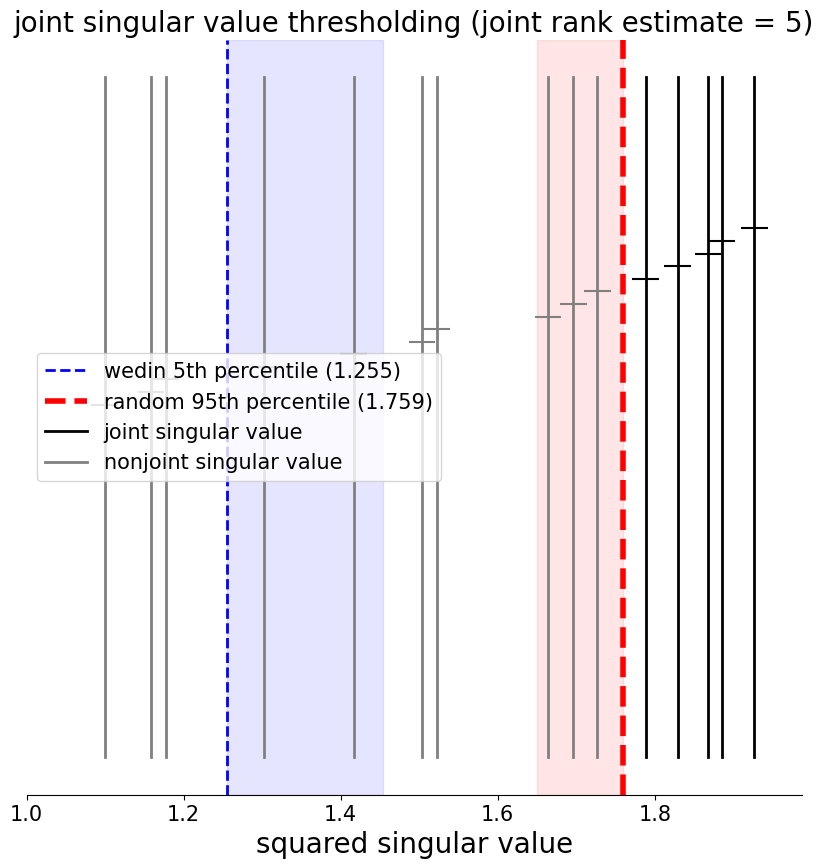 joint singular value thresholding (joint rank estimate = 5)
wedin 5th percentile (1.255)
random 95th percentile (1.759)
joint singular value
nonjoint singular value
1.0 1.2 1.4 1.6 1.8
squared singular value